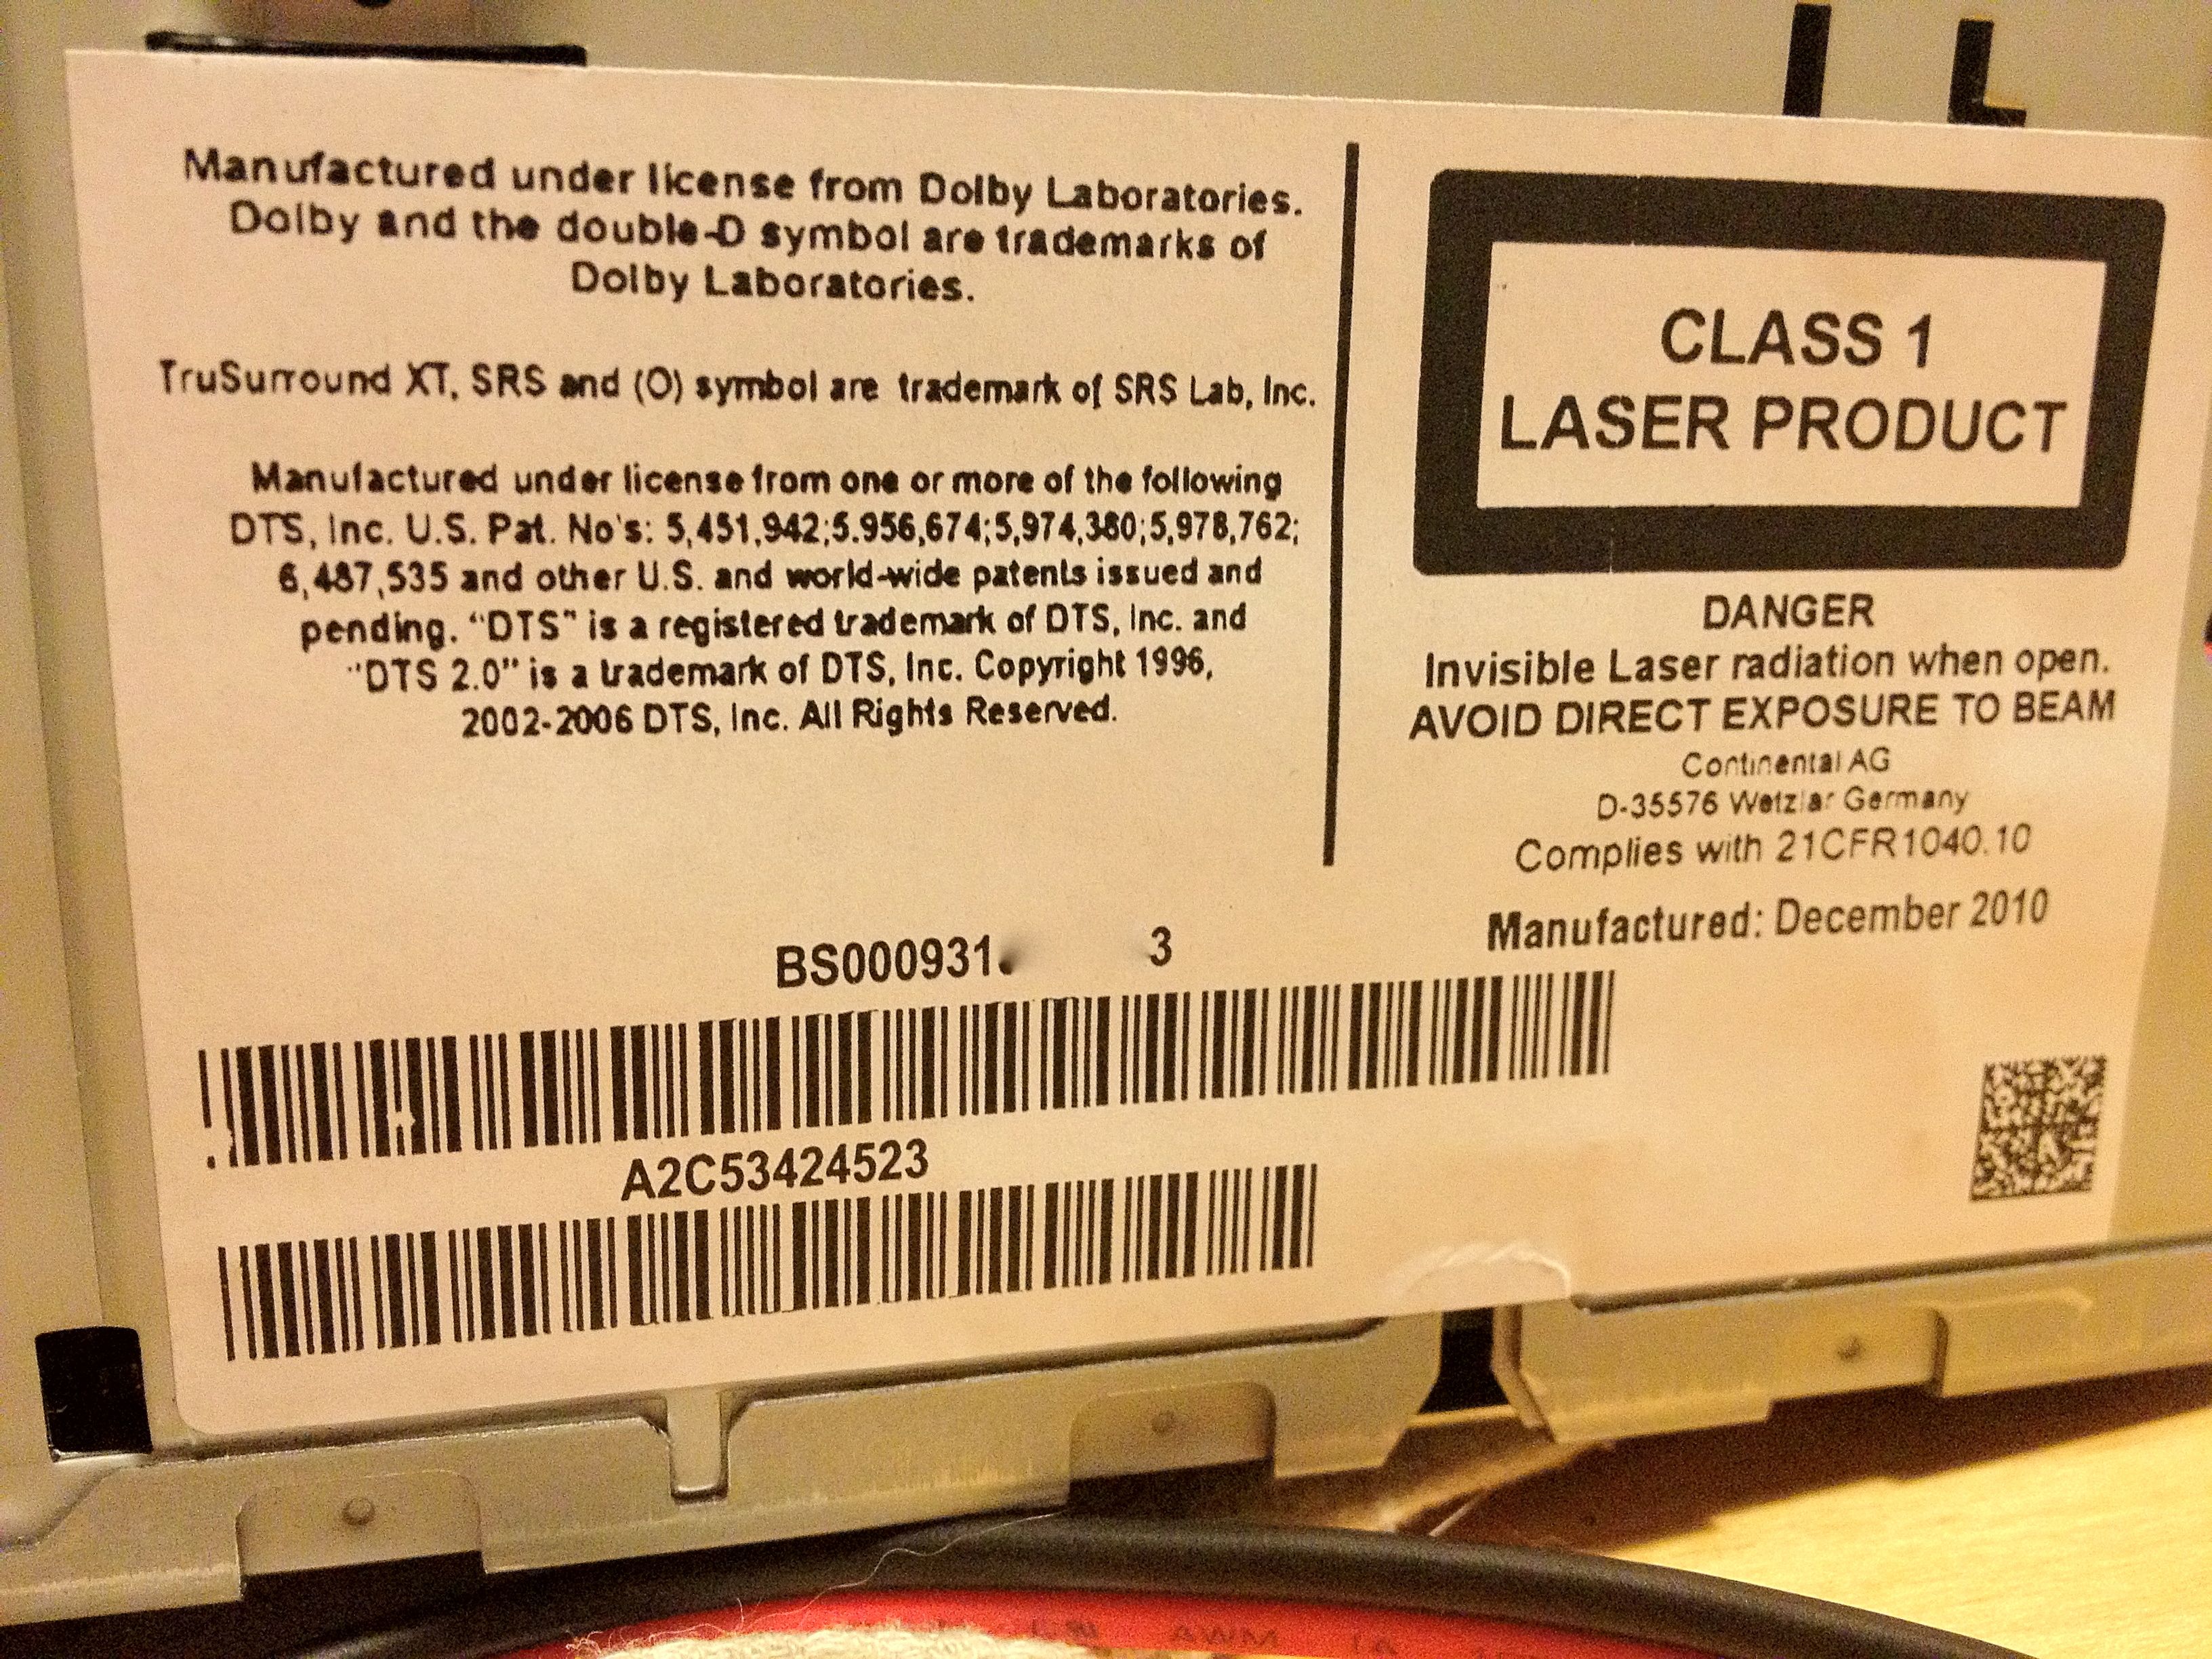 Manufactured under license from Dolby Laboratories.
Dolby and the double-D symbol are trademarks of
Dolby Laboratories.
TruSurround XT, SRS and (O) symbol are trademark of SRS Lab, Inc.
Manufactured under license from one or more of the following
DTS, Inc. U.S. Pat. No's: 5,451,942;5.956,674;5,974,380;5,978,762;
6,487,535 and other U.S. and world-wide patents issued and
pending. "DTS" is a registered trademark of DTS, Inc. and
"DTS 2.0" is a trademark of DTS, Inc. Copyright 1996,
2002-2006 DTS, Inc. All Rights Reserved.
CLASS 1
LASER PRODUCT
DANGER
Invisible Laser radiation when open.
AVOID DIRECT EXPOSURE TO BEAM
Continental AG
D-35576 Wetzlar Germany
Complies with 21CFR1040.10
Manufactured: December 2010
BS000931 3
A2C53424523
AWM